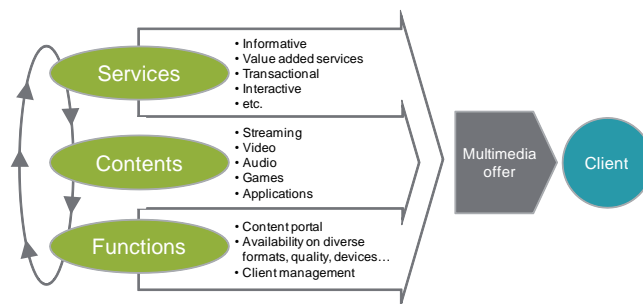 Services
• Informative
• Value added services
• Transactional
• Interactive
• etc.
Contents
• Streaming
• Video
• Audio
• Games
• Applications
Functions
• Content portal
• Availability on diverse
formats, quality, devices…
• Client management
Multimedia
offer
Client